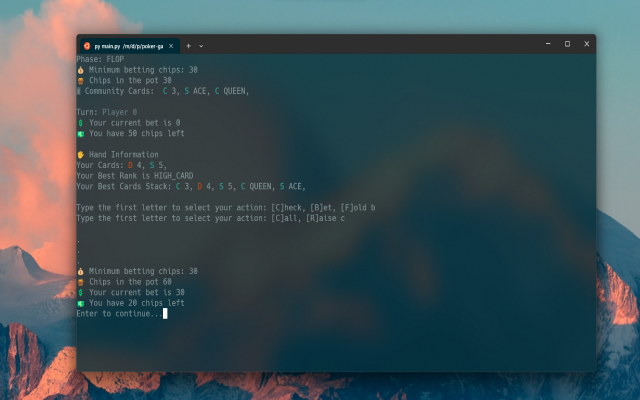 py main.py /m/d/p/poker-ga
Phase: FLOP
Minimum betting chips: 30
Chips in the pot 30
Community Cards: C 3, S ACE, C QUEEN,
Turn: Player 0
Your current bet is 0
You have 50 chips left
Hand Information
Your Cards: D 4, S 5,
Your Best Rank is HIGH_CARD
Your Best Cards Stack: C 3, D 4, S 5, C QUEEN, S ACE,
Type the first letter to select your action: [C]heck, [B]et, [F]old b
Type the first letter to select your action: [C]all, [R]aise c
.
.
.
Minimum betting chips: 30
Chips in the pot 60
Your current bet is 30
You have 20 chips left
Enter to continue...